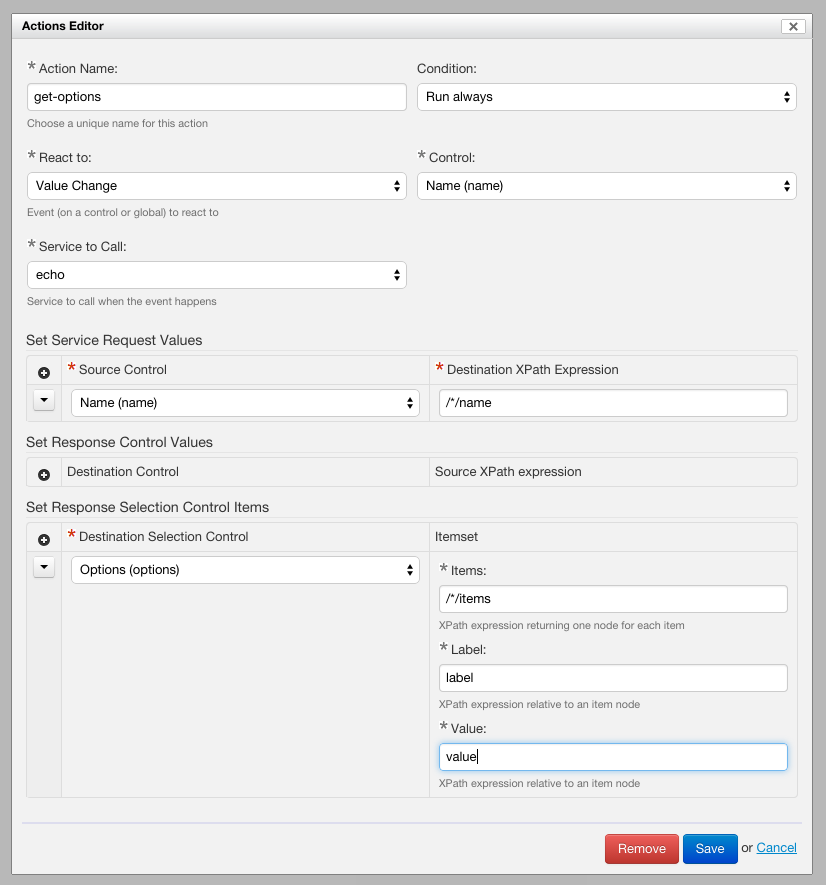 Actions Editor
* Action Name:
Condition:
get-options
Run always
Choose a unique name for this action
* React to:
* Control:
Value Change
Name (name)
Event (on a control or global) to react to
* Service to Call:
echo
Service to call when the event happens
Set Service Request Values
* Source Control
* Destination XPath Expression
Name (name)
/*/name
Set Response Control Values
Destination Control
Source XPath expression
Set Response Selection Control Items
* Destination Selection Control
Itemset
Options (options)
* Items:
/*/items
XPath expression returning one node for each item
* Label:
label
XPath expression relative to an item node
* Value:
value
XPath expression relative to an item node
Remove
Save
or Cancel